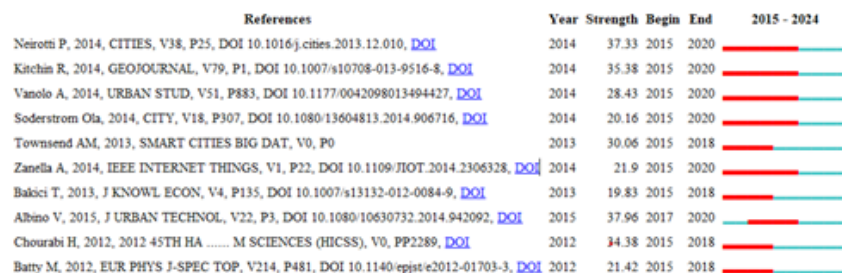 References Year Strength Begin End 2015 - 2024
Neirotti P, 2014, CITIES, V38, P25, DOI 10.1016/j.cities.2013.12.010, DOI 2014 37.33 2015 2020
Kitchin R, 2014, GEOJOURNAL, V79, P1, DOI 10.1007/s10708-013-9516-8, DOI 2014 35.38 2015 2020
Vanolo A, 2014, URBAN STUD, V51, P883, DOI 10.1177/0042098013494427, DOI 2014 28.43 2015 2020
Soderstrom Ola, 2014, CITY, V18, P307, DOI 10.1080/13604813.2014.906716, DOI 2014 20.16 2015 2020
Townsend AM, 2013, SMART CITIES BIG DAT, V0, P0 2013 30.06 2015 2018
Zanella A, 2014, IEEE INTERNET THINGS, V1, P22, DOI 10.1109/JIOT.2014.2306328, DOI 2014 21.9 2015 2020
Bakici T, 2013, J KNOWL ECON, V4, P135, DOI 10.1007/s13132-012-0084-9, DOI 2013 19.83 2015 2018
Albino V, 2015, J URBAN TECHNOL, V22, P3, DOI 10.1080/10630732.2014.942092, DOI 2015 37.96 2017 2020
Chourabi H, 2012, 2012 45TH HA ...... M SCIENCES (HICSS), V0, PP2289, DOI 2012 34.38 2015 2018
Batty M, 2012, EUR PHYS J-SPEC TOP, V214, P481, DOI 10.1140/epjst/e2012-01703-3, DOI 2012 21.42 2015 2018